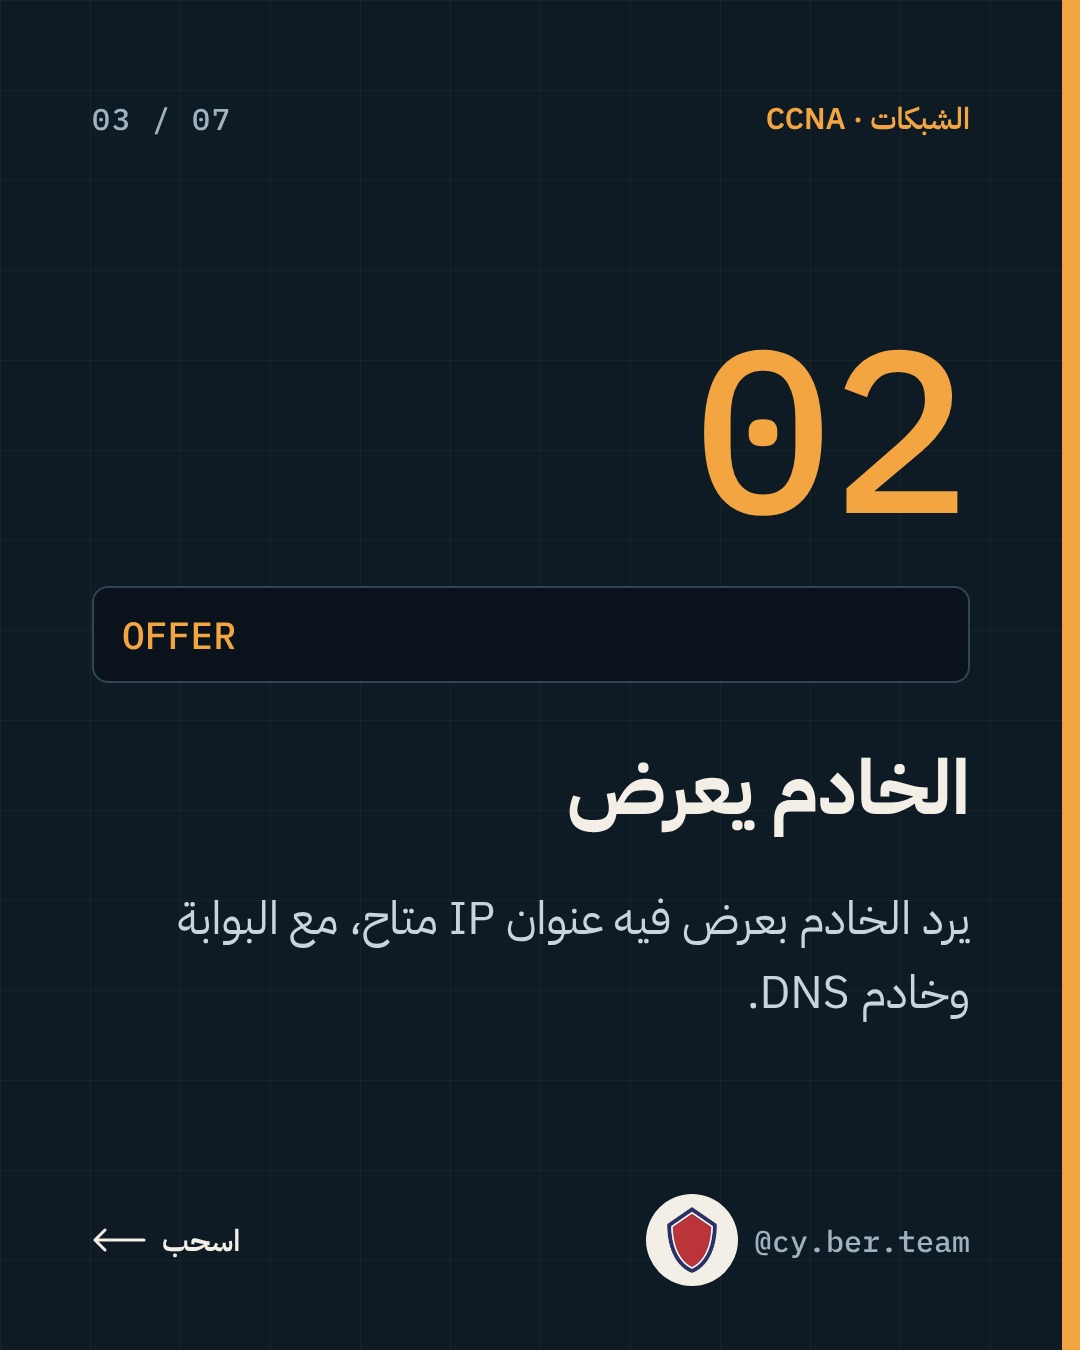 الشبكات · CCNA
03 / 07
02
OFFER
الخادم يعرض
يرد الخادم بعرض فيه عنوان IP متاح، مع البوابة
وخادم DNS.
@cy.ber.team
اسحب ←